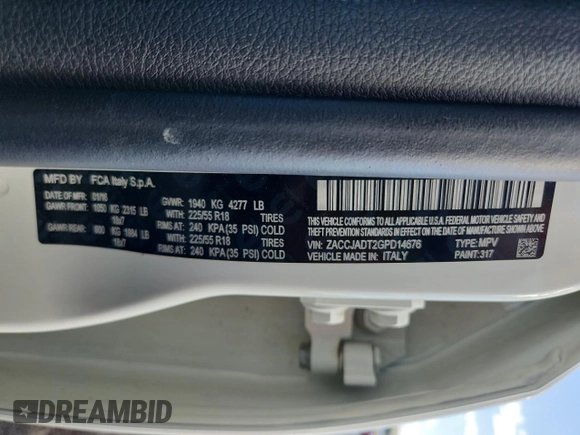 MFD BY FCA Italy S.p.A.
DATE OF MFR 01/16 GVWR: 1940 KG 4277 LB
GAWR FRONT: 1050 KG 2315 LB WITH 225/55 R18 TIRES
18x7 RIMS AT: 240 KPA(35 PSI) COLD
GAWR REAR: KG LB WITH 225/55 R18 TIRES
18x7 RIMS AT: 240 KPA(35 PSI) COLD
THIS VEHICLE CONFORMS TO ALL APPLICABLE U.S. FEDERAL MOTOR VEHICLE SAFETY, BUMPER, AND
THEFT PREVENTION STANDARDS IN EFFECT ON THE DATE OF MANUFACTURE SHOWN ABOVE.
VIN: ZACCJADT2GPD14676 TYPE: MPV
VEHICLE MADE IN: ITALY PAINT: 317
DREAMBID